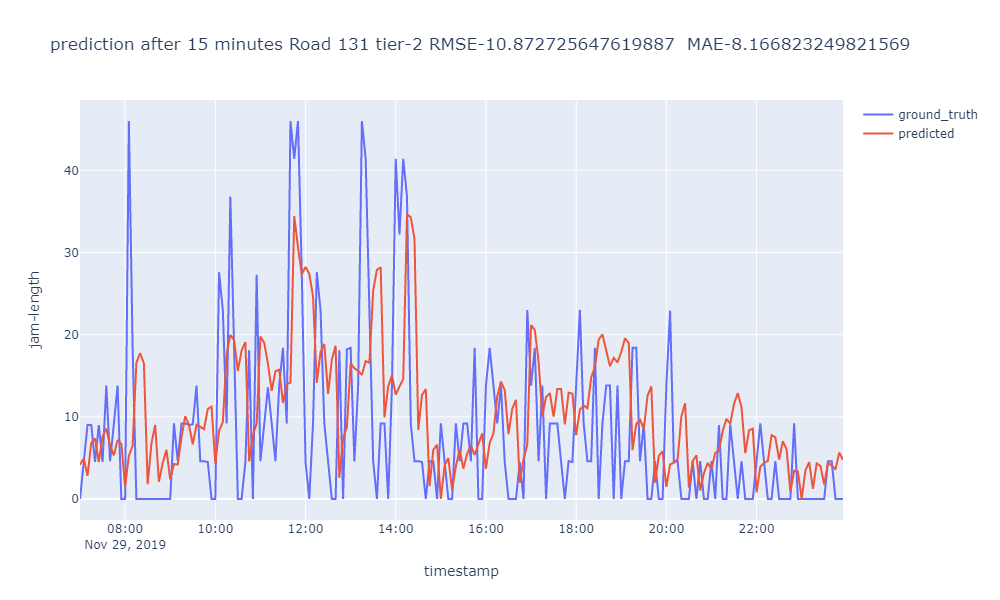 prediction after 15 minutes Road 131 tier-2 RMSE-10.872725647619887  MAE-8.166823249821569
ground_truth
predicted
jam-length
40
30
20
10
0
08:00 10:00 12:00 14:00 16:00 18:00 20:00 22:00
Nov 29, 2019
timestamp